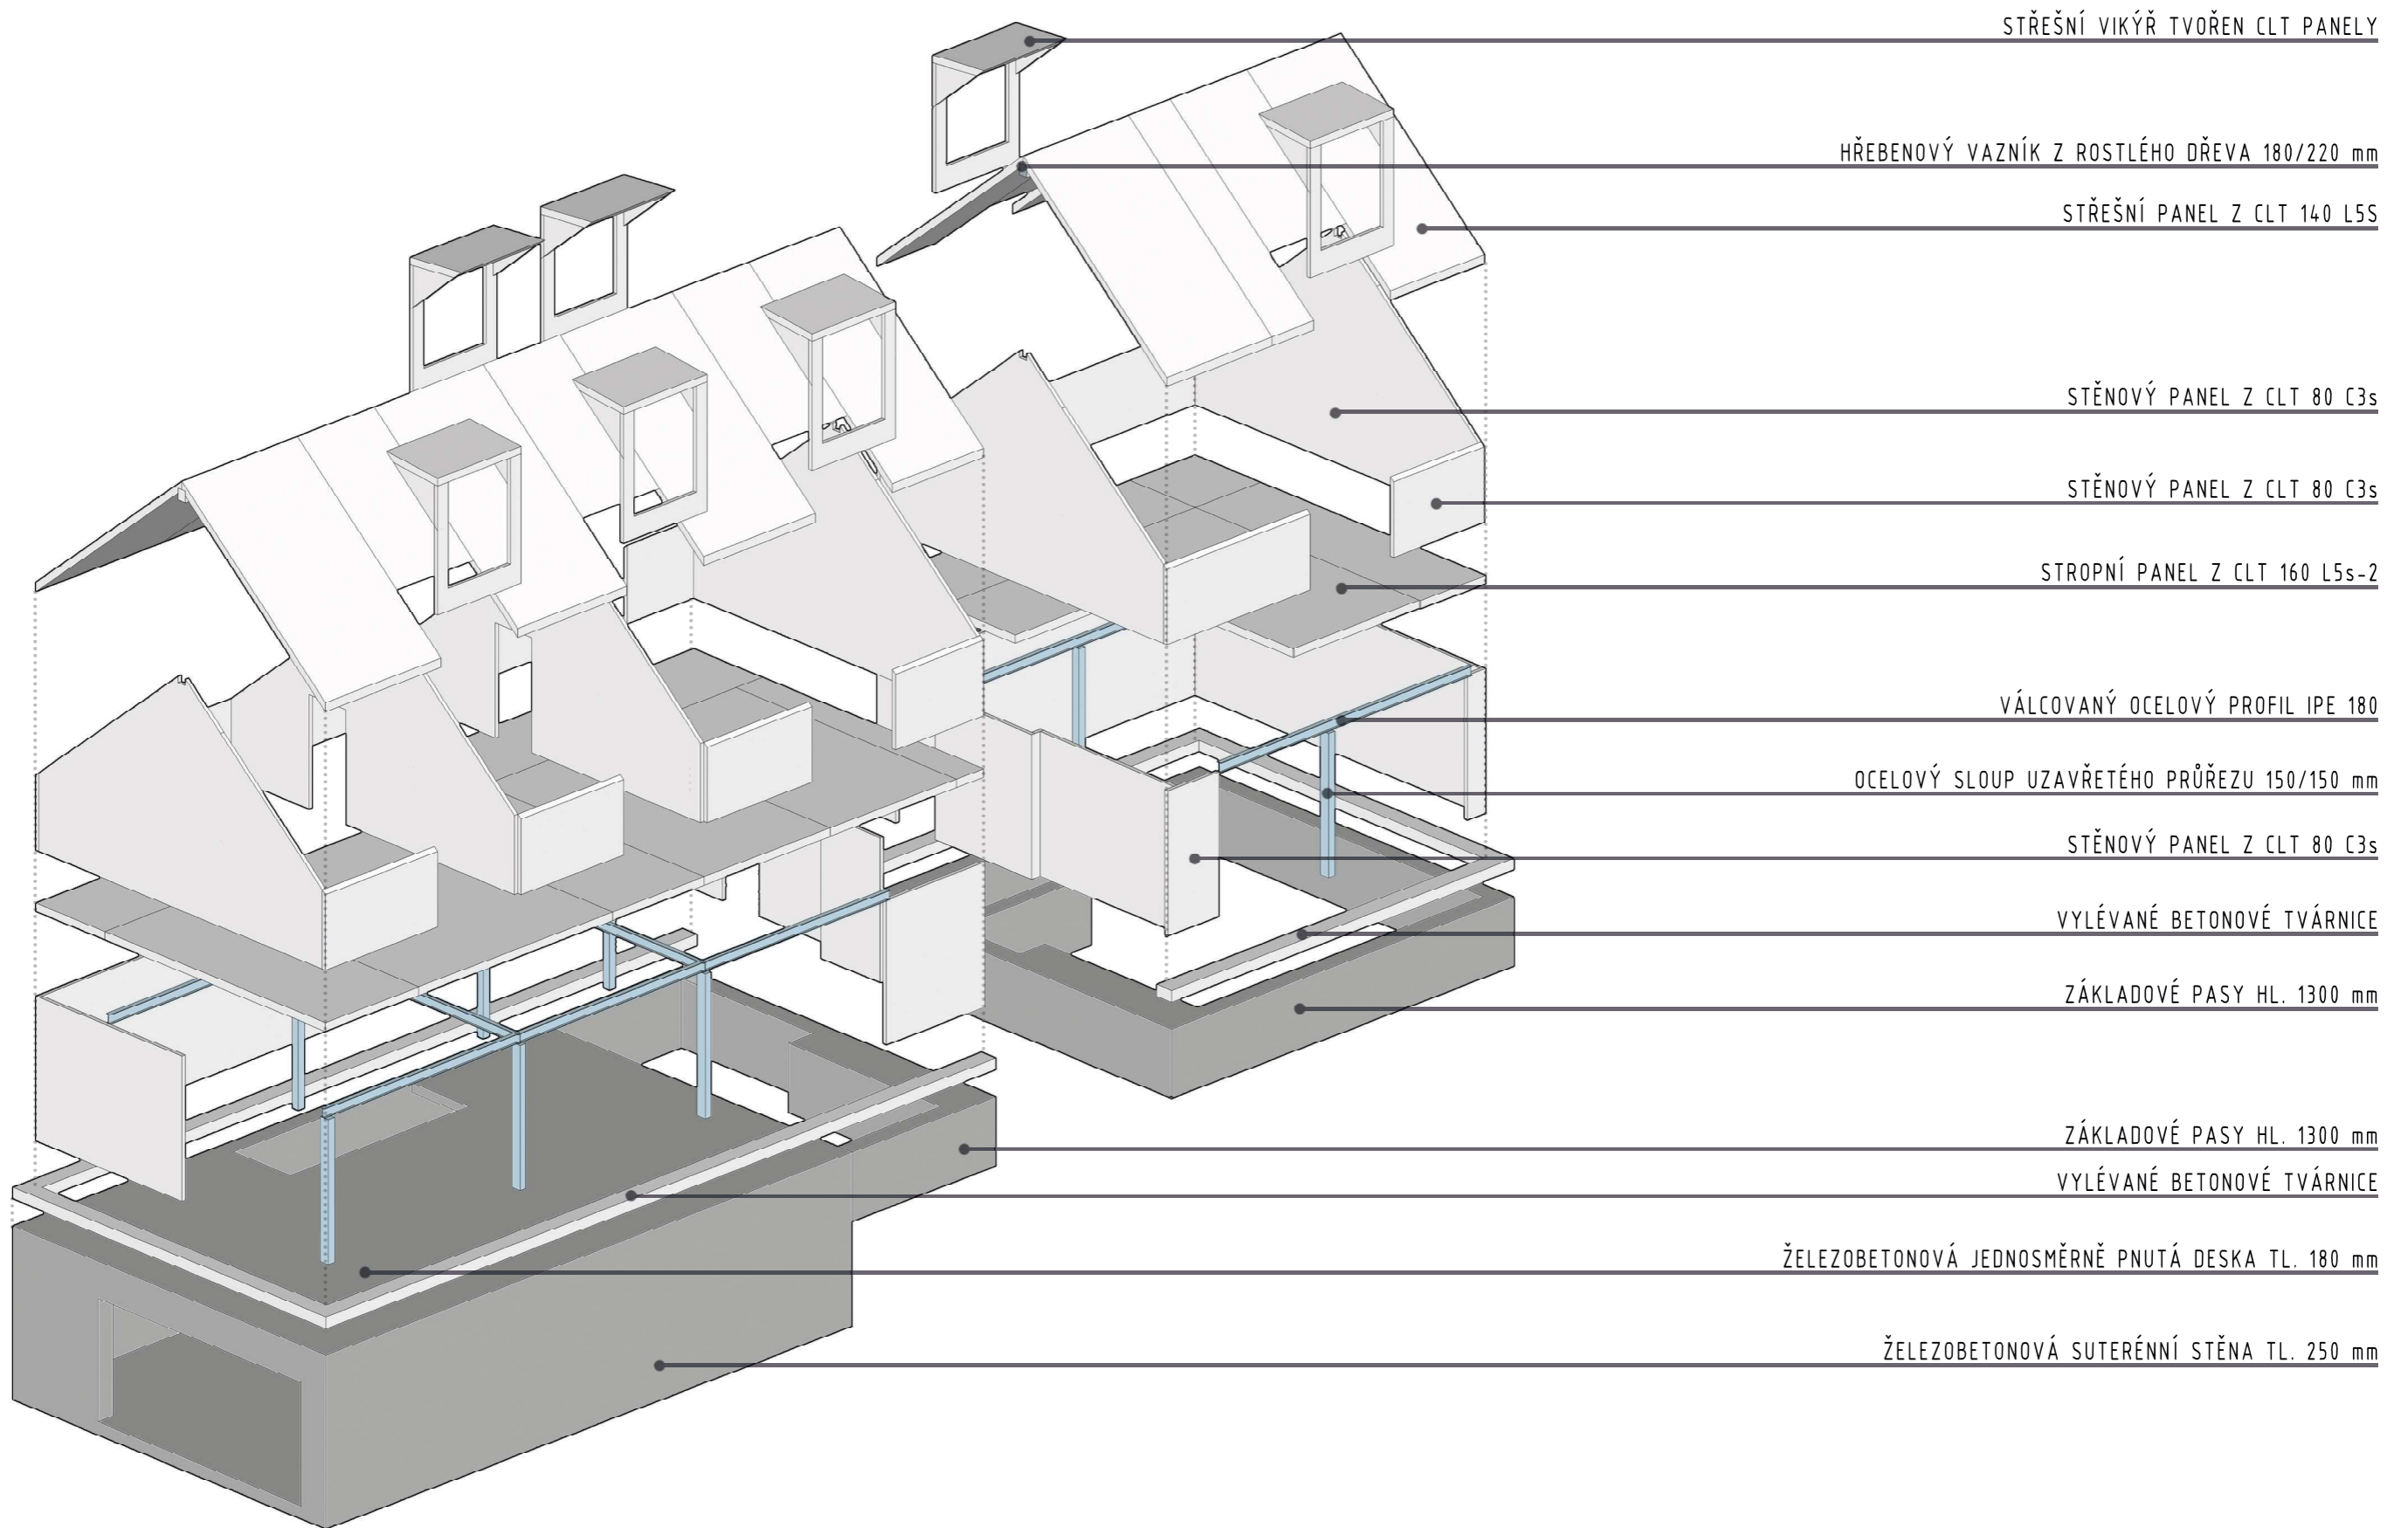 STŘEŠNÍ VIKÝŘ TVOŘEN CLT PANELY
HŘEBENOVÝ VAZNÍK Z ROSTLÉHO DŘEVA 180/220 mm
STŘEŠNÍ PANEL Z CLT 140 L5S
STĚNOVÝ PANEL Z CLT 80 C3s
STĚNOVÝ PANEL Z CLT 80 C3s
STROPNÍ PANEL Z CLT 160 L5s-2
VÁLCOVANÝ OCELOVÝ PROFIL IPE 180
OCELOVÝ SLOUP UZAVŘETÉHO PRŮŘEZU 150/150 mm
STĚNOVÝ PANEL Z CLT 80 C3s
VYLÉVANÉ BETONOVÉ TVÁRNICE
ZÁKLADOVÉ PASY HL. 1300 mm
ZÁKLADOVÉ PASY HL. 1300 mm
VYLÉVANÉ BETONOVÉ TVÁRNICE
ŽELEZOBETONOVÁ JEDNOSMĚRNĚ PNUTÁ DESKA TL. 180 mm
ŽELEZOBETONOVÁ SUTERÉNNÍ STĚNA TL. 250 mm